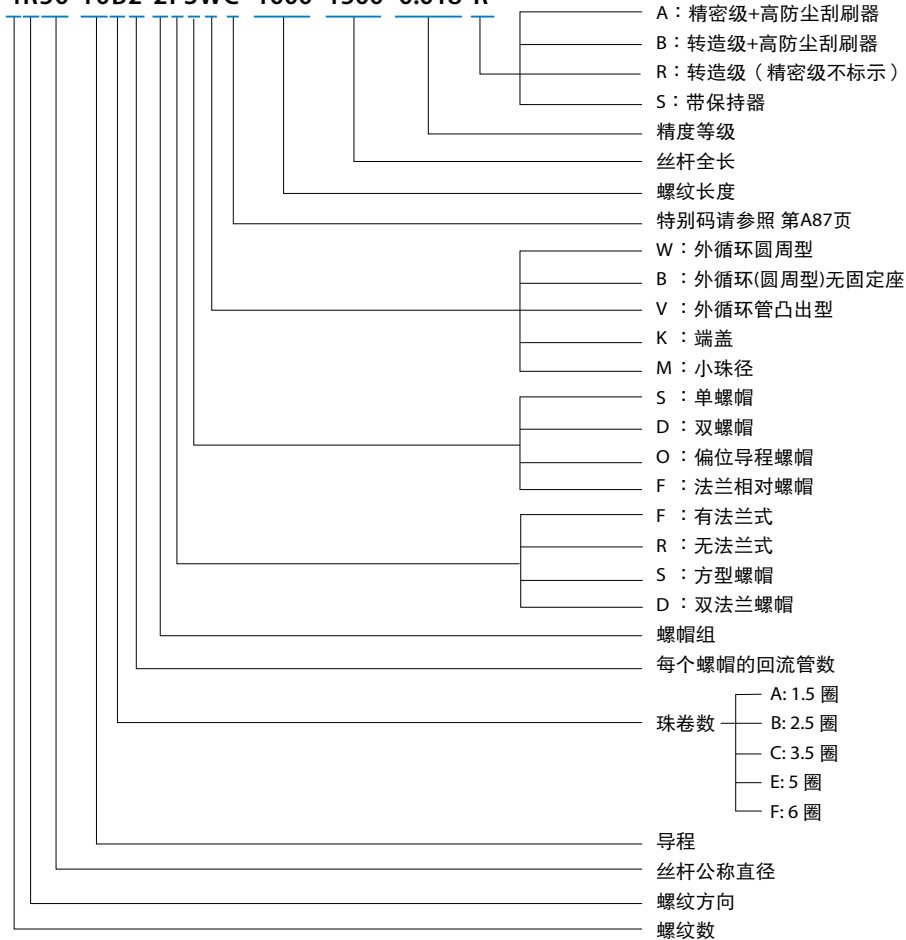 1R50-10B2-2FSWC-1000-1500-0.018-R
A：精密级+高防尘刮刷器
B：转造级+高防尘刮刷器
R：转造级（精密级不标示）
S：带保持器
精度等级
丝杆全长
螺纹长度
特别码请参照 第A87页
W：外循环圆周型
B：外循环(圆周型)无固定座
V：外循环管凸出型
K：端盖
M：小珠径
S：单螺帽
D：双螺帽
O：偏位导程螺帽
F：法兰相对螺帽
F：有法兰式
R：无法兰式
S：方型螺帽
D：双法兰螺帽
螺帽组
每个螺帽的回流管数
A: 1.5 圈
珠卷数
B: 2.5 圈
C: 3.5 圈
E: 5 圈
F: 6 圈
导程
丝杆公称直径
螺纹方向
螺纹数